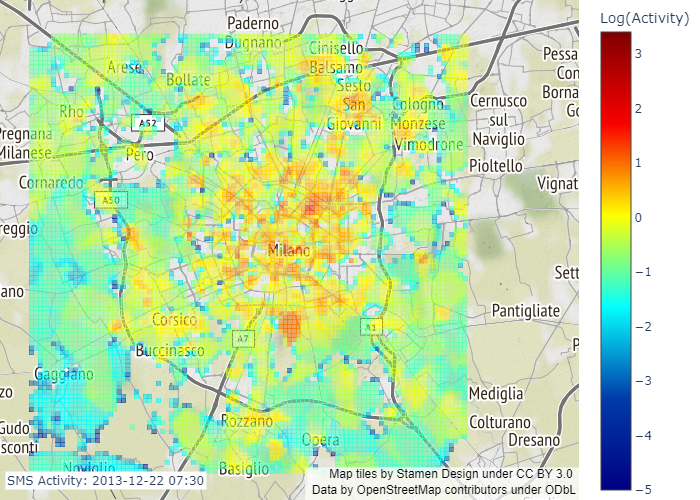 Log(Activity)
Paderno
Dugnano
Cinisello
Balsamo
Arese
Bollate
Sesto
San
Giovanni
Rho
A52
Cologno
Monzese
Cernusco
sul
Naviglio
Pessa
Con
Borna
Go
Pregnana
Milanese
Pero
Vimodrone
Pioltello
Cornaredo
A50
Vignat
reggio
Milano
Sett
ano
Pantigliate
Corsico
A7
A1
Buccinasco
P
Gaggiano
zo
Mediglia
Rozzano
Colturano
Gudo
sconti
Opera
Dresano
Noviglio
Basiglio
3
2
1
0
−1
−2
−3
−4
−5
SMS Activity: 2013-12-22 07:30
Map tiles by Stamen Design under CC BY 3.0
Data by OpenStreetMap contributors under ODbL